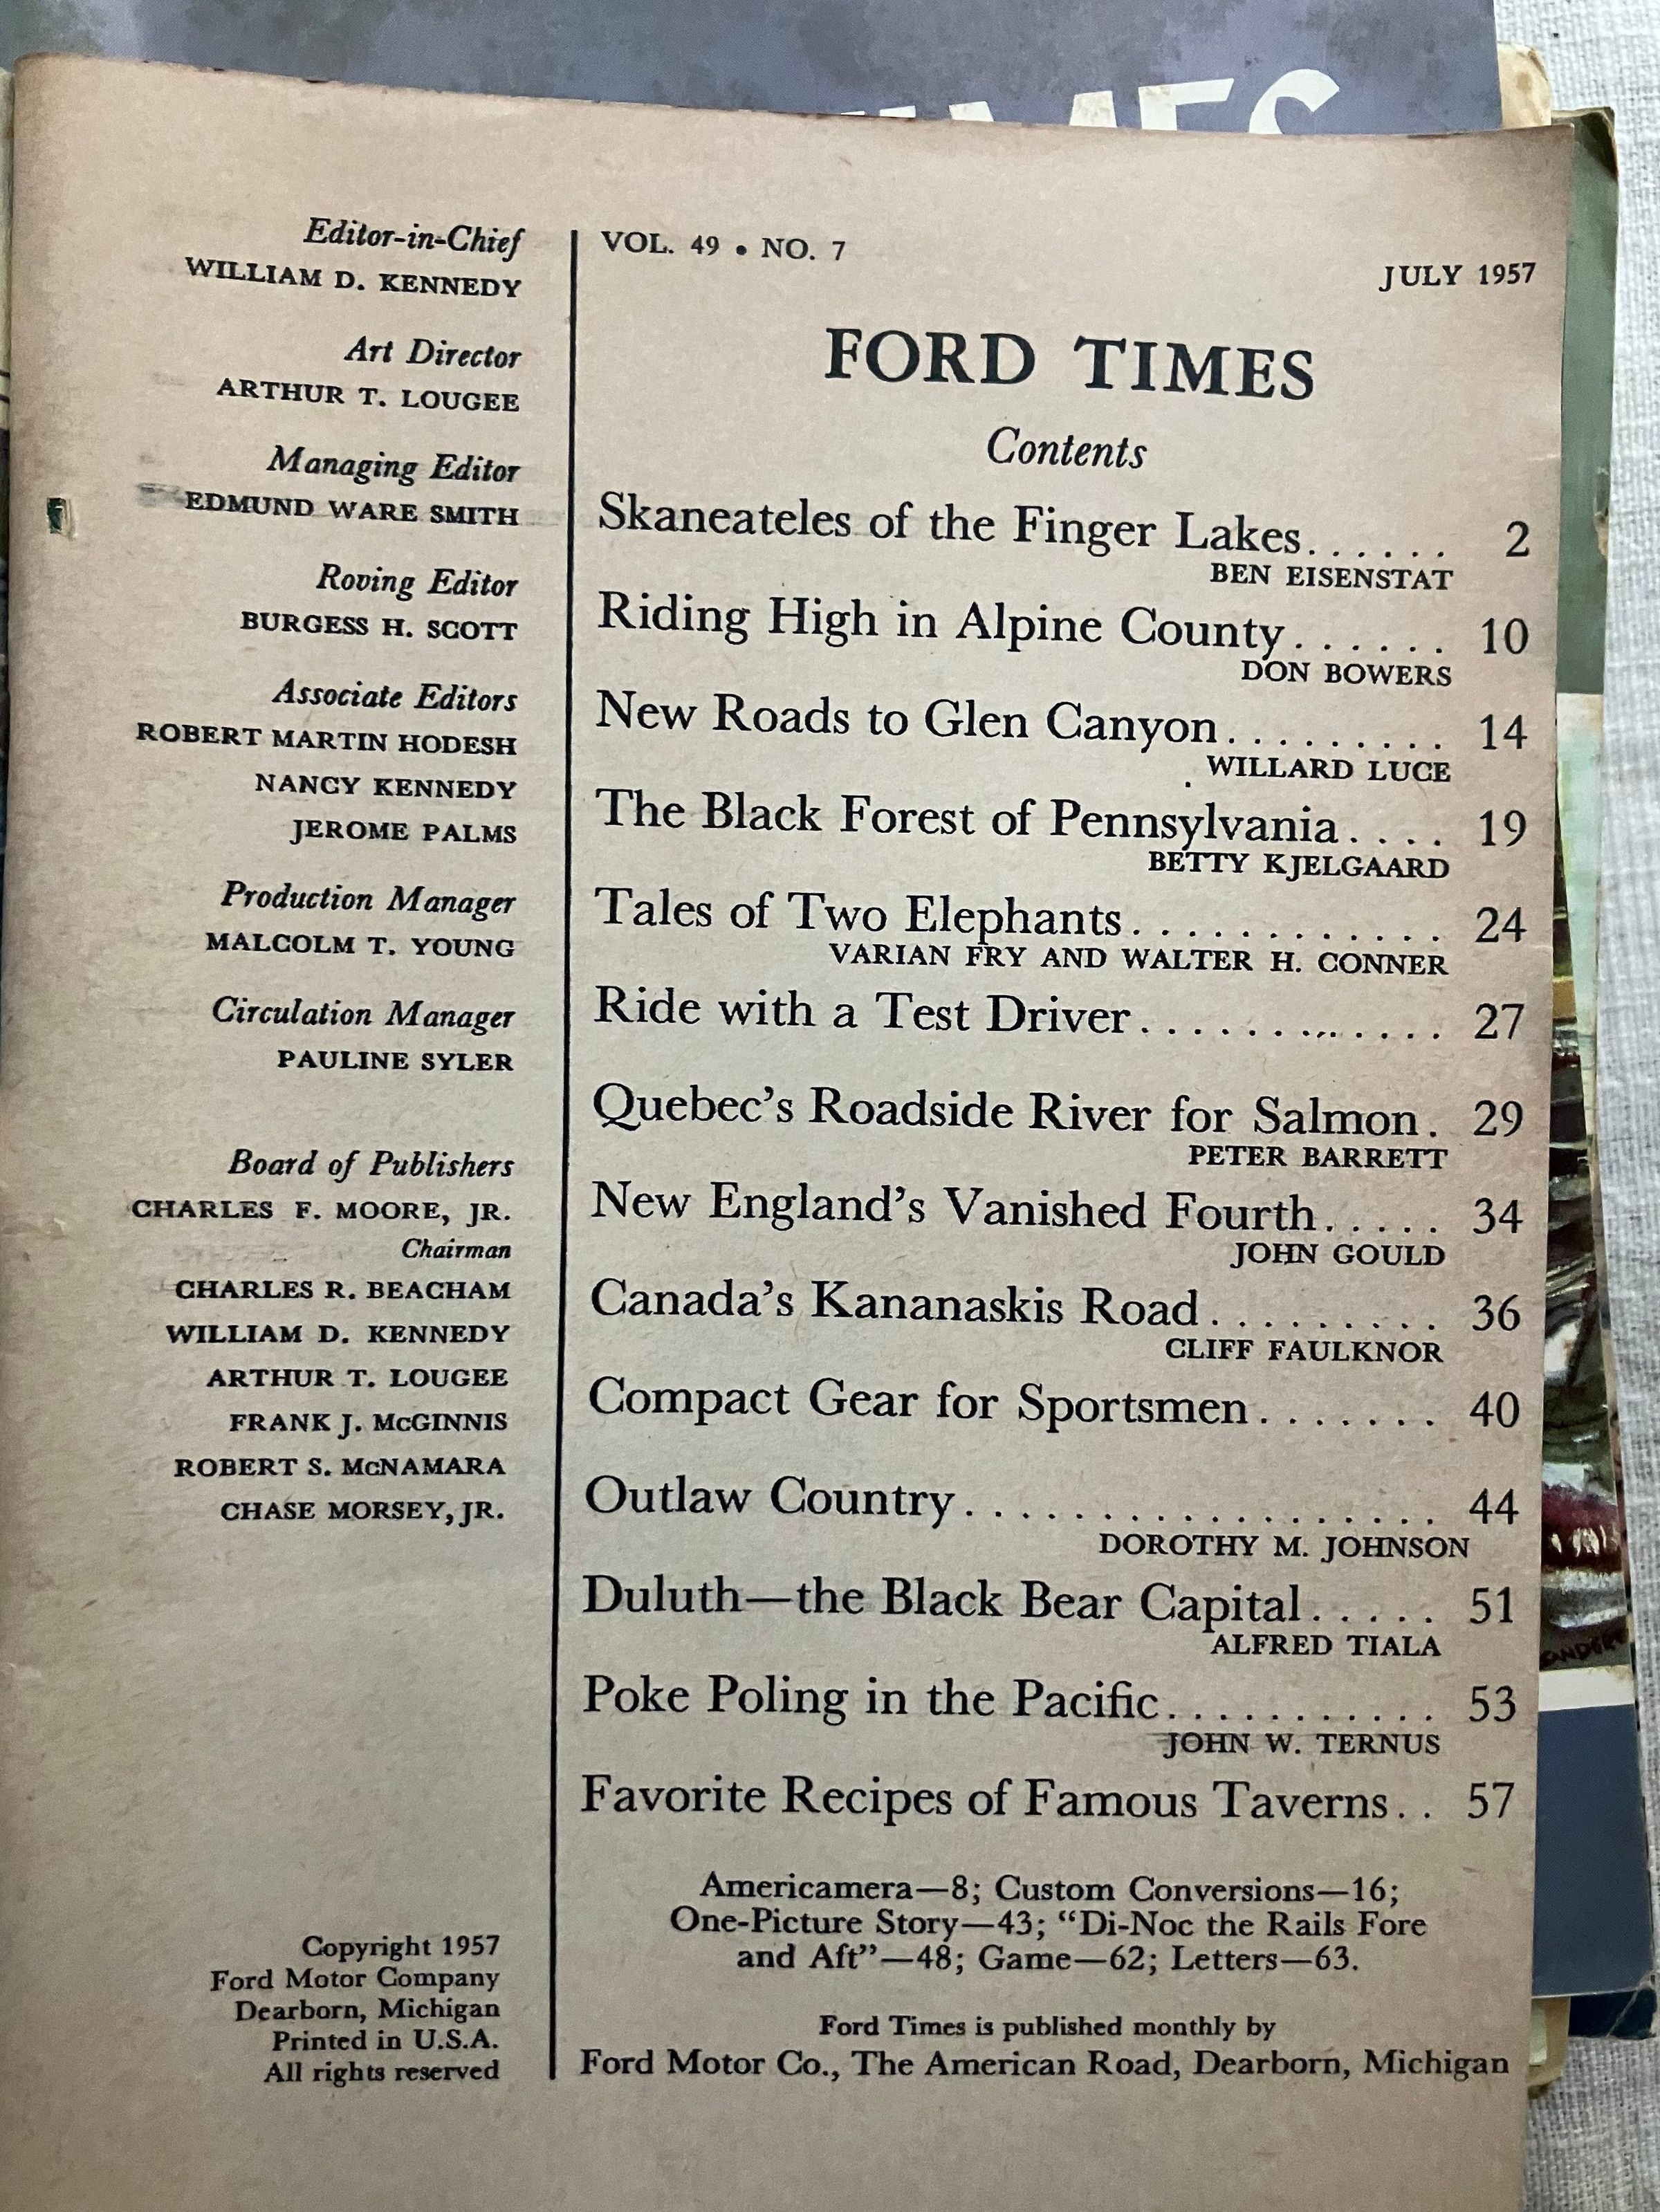 Editor-in-Chief
WILLIAM D. KENNEDY
Art Director
ARTHUR T. LOUGEE
Managing Editor
EDMUND WARE SMITH
Roving Editor
BURGESS H. SCOTT
Associate Editors
ROBERT MARTIN HODESH
NANCY KENNEDY
JEROME PALMS
Production Manager
MALCOLM T. YOUNG
Circulation Manager
PAULINE SYLER
Board of Publishers
CHARLES F. MOORE, JR.
Chairman
CHARLES R. BEACHAM
WILLIAM D. KENNEDY
ARTHUR T. LOUGEE
FRANK J. McGINNIS
ROBERT S. McNAMARA
CHASE MORSEY, JR.
Copyright 1957
Ford Motor Company
Dearborn, Michigan
Printed in U.S.A.
All rights reserved
VOL. 49 • NO. 7
JULY 1957
FORD TIMES
Contents
Skaneateles of the Finger Lakes...... 2
BEN EISENSTAT
Riding High in Alpine County...... 10
DON BOWERS
New Roads to Glen Canyon......... 14
WILLARD LUCE
The Black Forest of Pennsylvania.... 19
BETTY KJELGAARD
Tales of Two Elephants............ 24
VARIAN FRY AND WALTER H. CONNER
Ride with a Test Driver............ 27
Quebec's Roadside River for Salmon. 29
PETER BARRETT
New England's Vanished Fourth..... 34
JOHN GOULD
Canada's Kananaskis Road......... 36
CLIFF FAULKNOR
Compact Gear for Sportsmen....... 40
Outlaw Country.................. 44
DOROTHY M. JOHNSON
Duluth—the Black Bear Capital..... 51
ALFRED TIALA
Poke Poling in the Pacific........... 53
JOHN W. TERNUS
Favorite Recipes of Famous Taverns.. 57
Americamera—8; Custom Conversions—16;
One-Picture Story—43; "Di-Noc the Rails Fore
and Aft"—48; Game—62; Letters—63.
Ford Times is published monthly by
Ford Motor Co., The American Road, Dearborn, Michigan